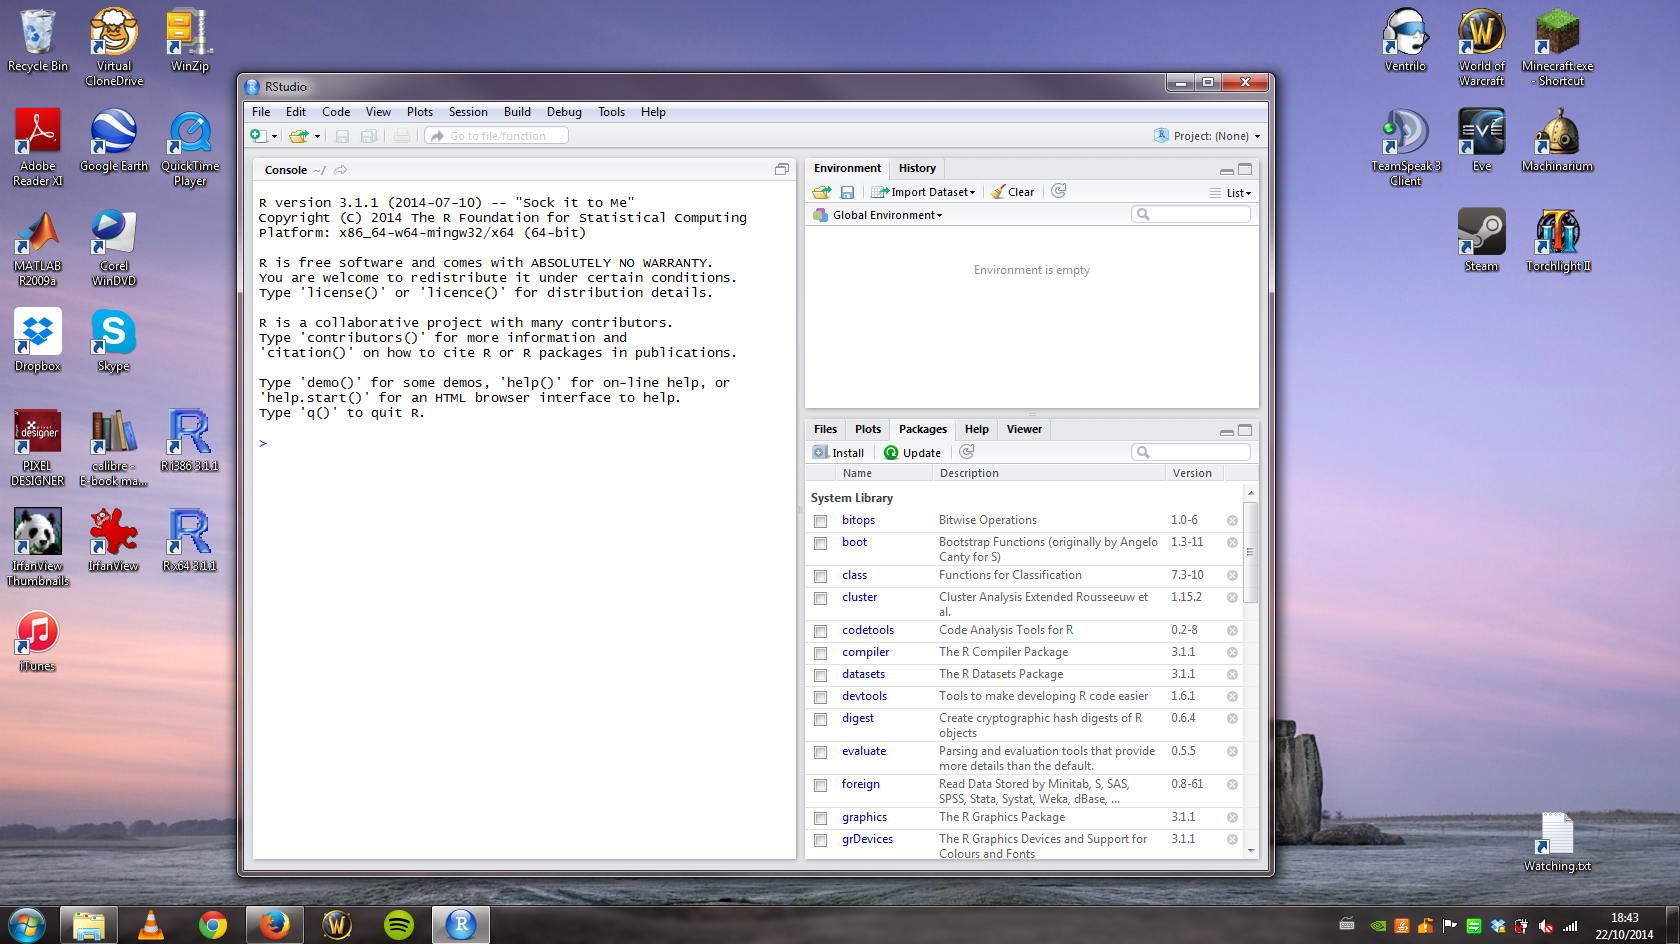 Recycle Bin
Virtual
CloneDrive
WinZip
Adobe
Reader XI
Google Earth
QuickTime
Player
MATLAB
R2009a
Corel
WinDVD
Dropbox
Skype
designer
PIXEL
DESIGNER
calibre -
E-book ma...
R i386 3.1.1
IrfanView
Thumbnails
IrfanView
R x64 3.1.1
iTunes
RStudio
File Edit Code View Plots Session Build Debug Tools Help
Go to file/function
Project: (None)
Console ~/
R version 3.1.1 (2014-07-10) -- "Sock it to Me"
Copyright (C) 2014 The R Foundation for Statistical Computing
Platform: x86_64-w64-mingw32/x64 (64-bit)
R is free software and comes with ABSOLUTELY NO WARRANTY.
You are welcome to redistribute it under certain conditions.
Type 'license()' or 'licence()' for distribution details.
R is a collaborative project with many contributors.
Type 'contributors()' for more information and
'citation()' on how to cite R or R packages in publications.
Type 'demo()' for some demos, 'help()' for on-line help, or
'help.start()' for an HTML browser interface to help.
Type 'q()' to quit R.
>
Environment History
Import Dataset Clear List
Global Environment
Environment is empty
Files Plots Packages Help Viewer
Install Update
Name Description Version
System Library
bitops Bitwise Operations 1.0-6
boot Bootstrap Functions (originally by Angelo 1.3-11
Canty for S)
class Functions for Classification 7.3-10
cluster Cluster Analysis Extended Rousseeuw et 1.15.2
al.
codetools Code Analysis Tools for R 0.2-8
compiler The R Compiler Package 3.1.1
datasets The R Datasets Package 3.1.1
devtools Tools to make developing R code easier 1.6.1
digest Create cryptographic hash digests of R 0.6.4
objects
evaluate Parsing and evaluation tools that provide 0.5.5
more details than the default.
foreign Read Data Stored by Minitab, S, SAS, 0.8-61
SPSS, Stata, Systat, Weka, dBase, ...
graphics The R Graphics Package 3.1.1
grDevices The R Graphics Devices and Support for 3.1.1
Colours and Fonts
Ventrilo
World of
Warcraft
Minecraft.exe
- Shortcut
TeamSpeak 3
Client
EVE
Eve
Machinarium
Steam
Torchlight II
Watching.txt
18:43
22/10/2014